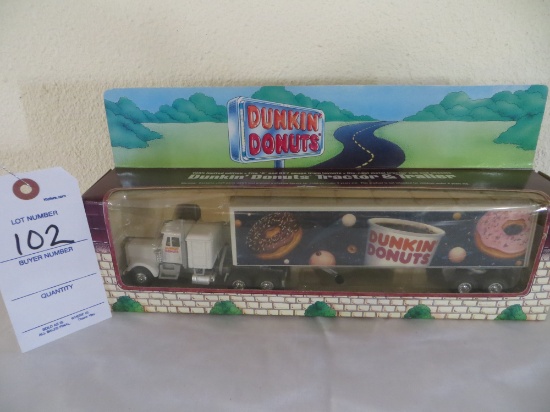 DUNKIN'
DONUTS
Dunkin' Donuts Tractor & Trailer
DUNKIN'
DONUTS
LOT NUMBER
102
BUYER NUMBER
QUANTITY